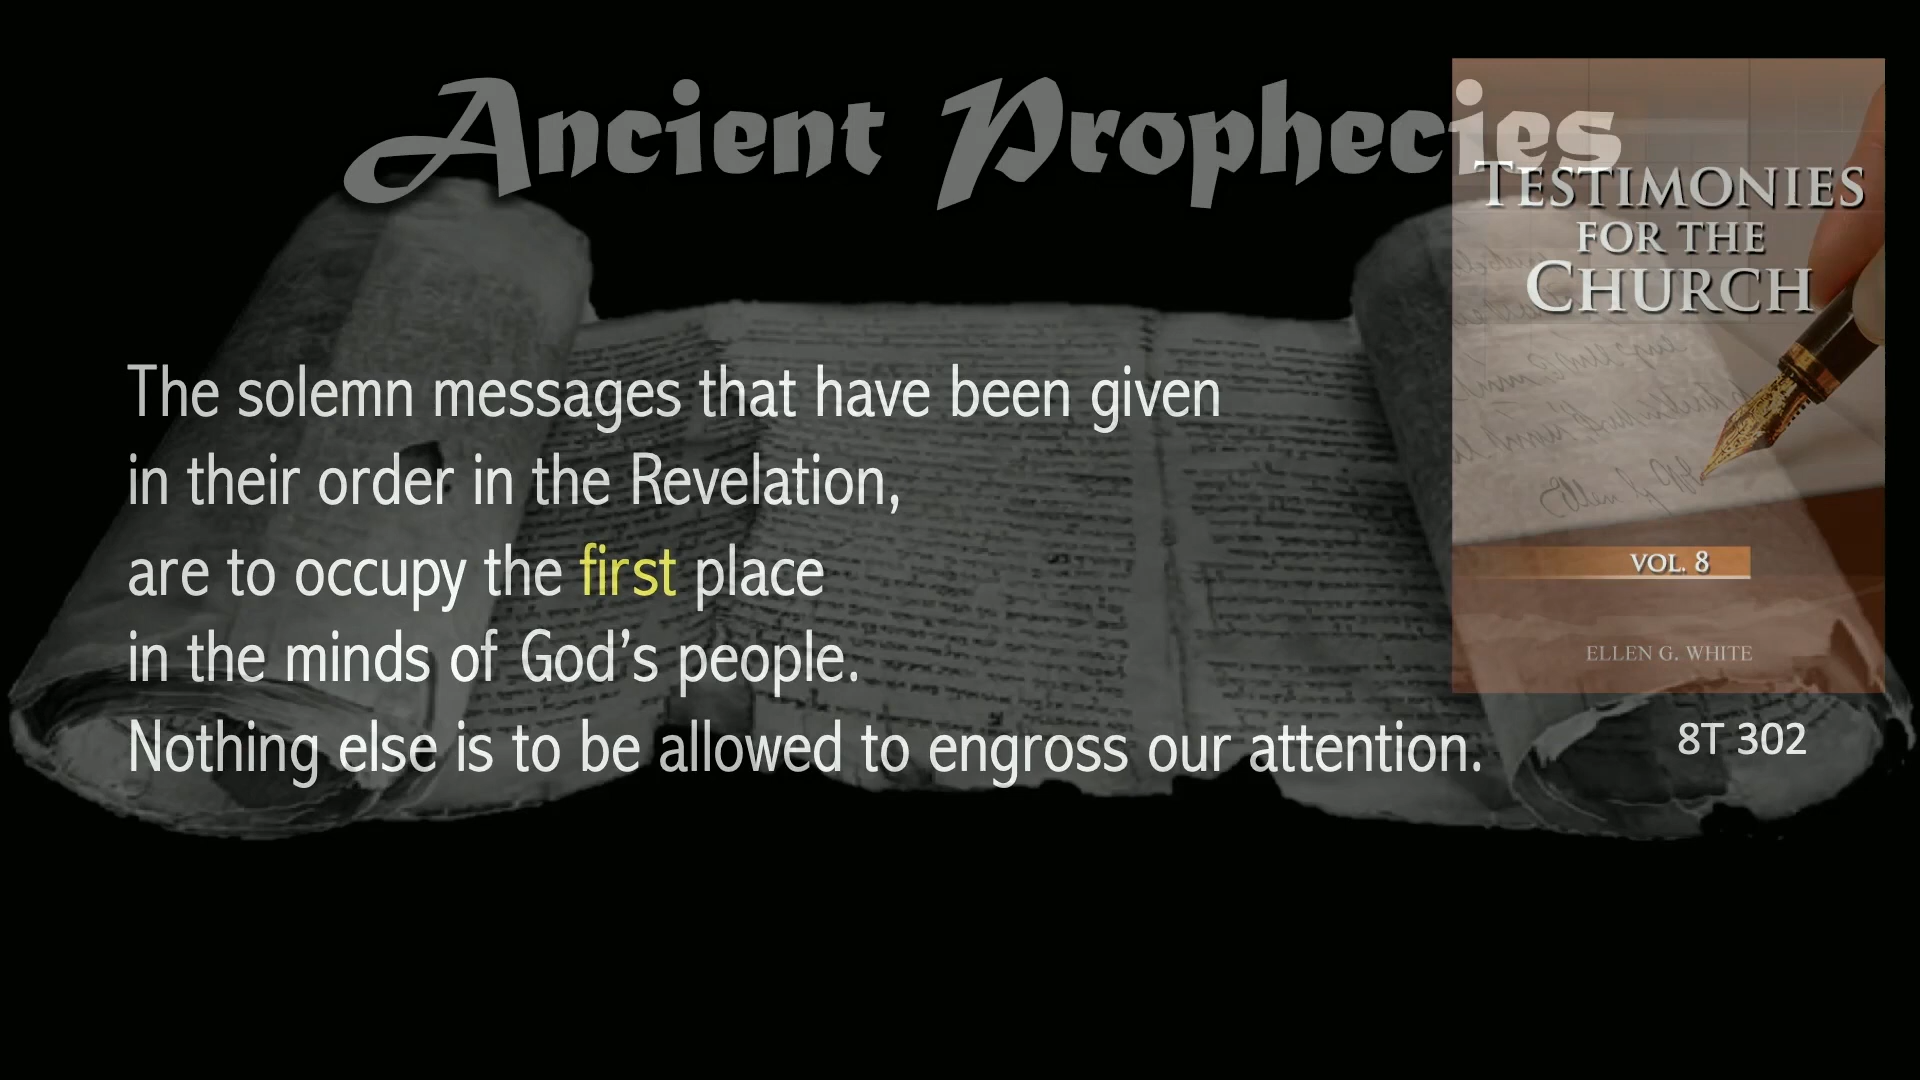 Ancient Prophecies
TESTIMONIES
FOR THE
CHURCH
The solemn messages that have been given
in their order in the Revelation,
are to occupy the first place
in the minds of God's people.
Nothing else is to be allowed to engross our attention.
VOL. 8
ELLEN G. WHITE
8T 302